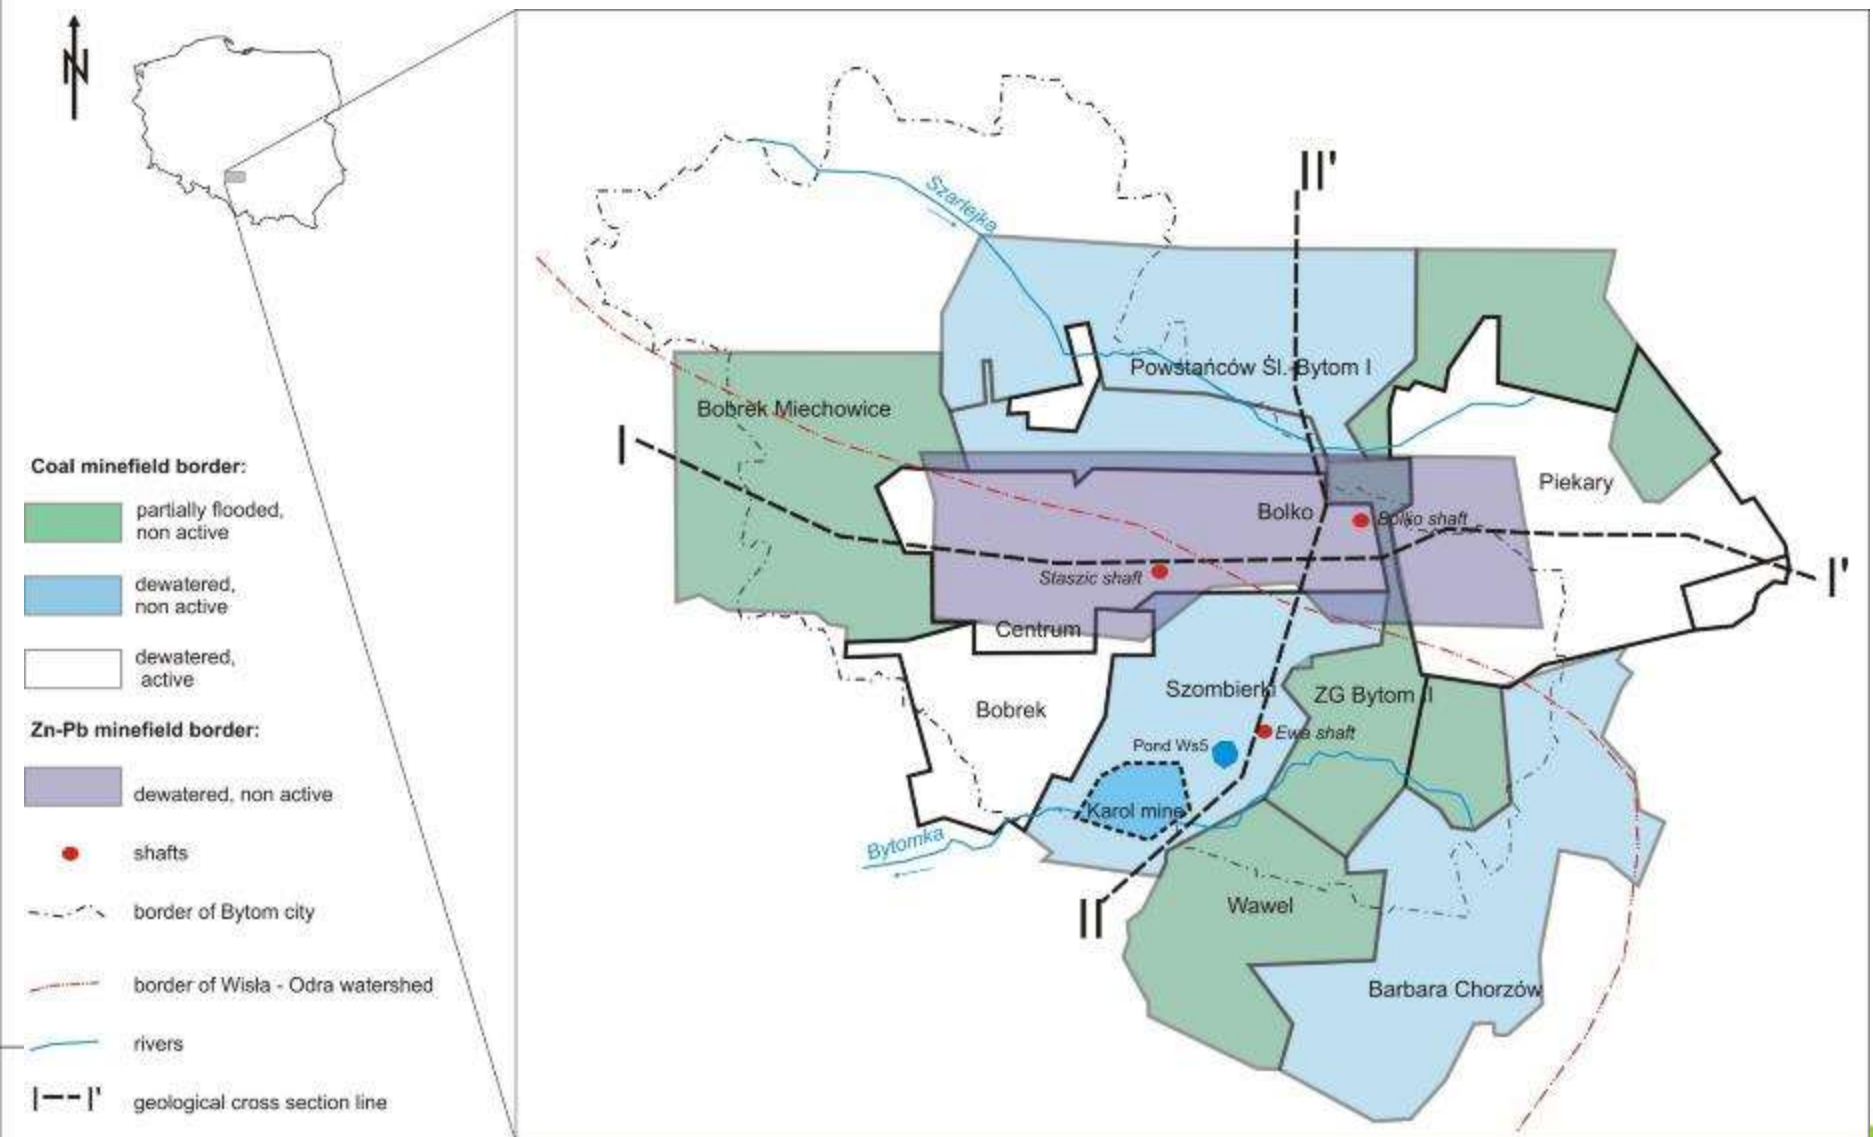 N
Coal minefield border:
partially flooded,
non active
dewatered,
non active
dewatered,
active
Zn-Pb minefield border:
dewatered, non active
shafts
border of Bytom city
border of Wisła - Odra watershed
rivers
I I'
geological cross section line
II'
Szarlejka
Powstańców Śl.-Bytom I
Bobrek Miechowice
I
Piekary
Bolko
Bolko shaft
Staszic shaft
I'
Centrum
Szombierki
ZG Bytom II
Bobrek
Ewa shaft
Pond Ws5
Karol mine
Bytomka
II
Wawel
Barbara Chorzów